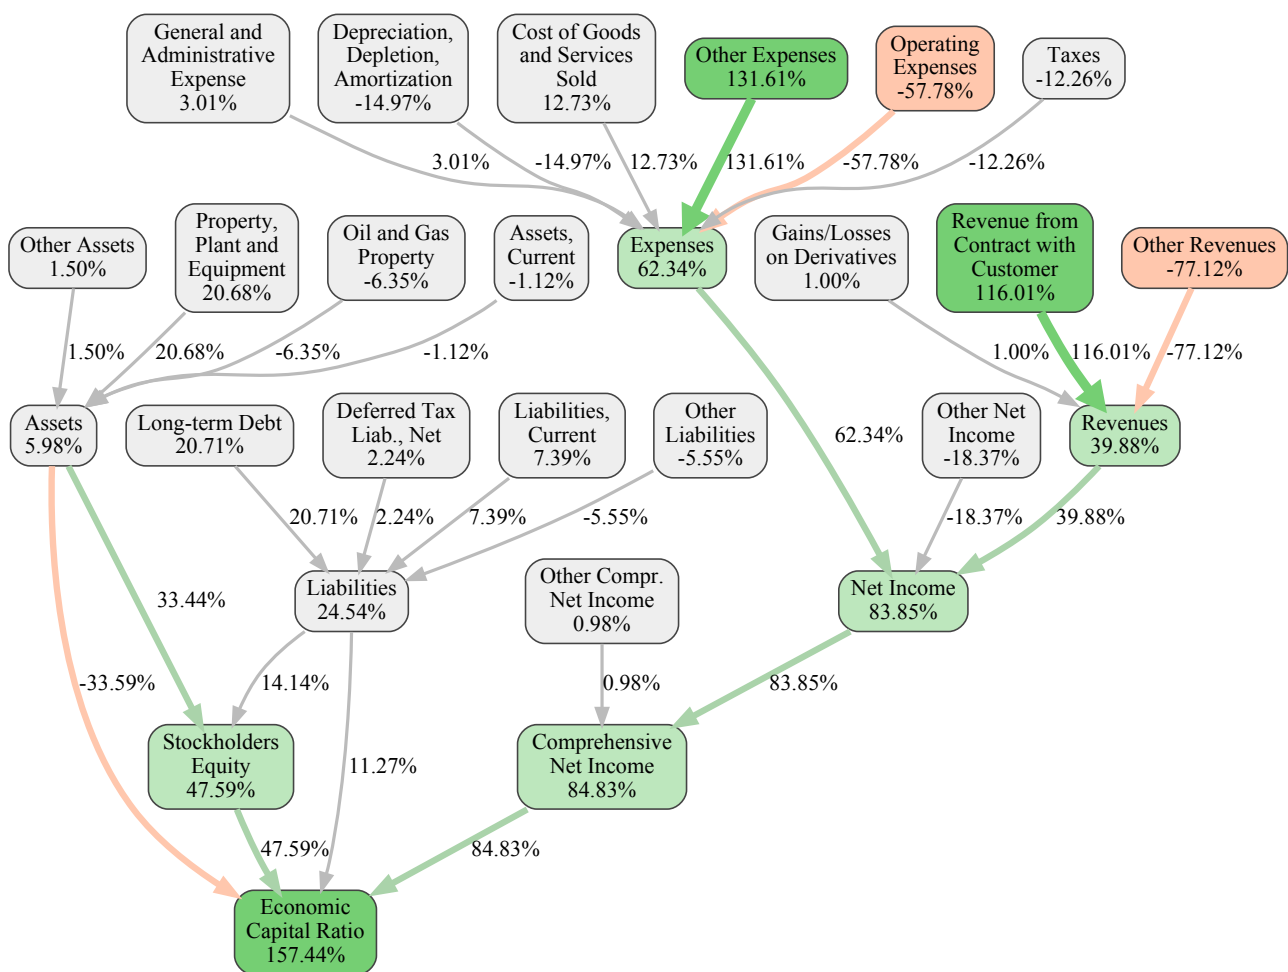 General and
Administrative
Expense
3.01%
Depreciation,
Depletion,
Amortization
-14.97%
Cost of Goods
and Services
Sold
12.73%
Other Expenses
131.61%
Operating
Expenses
-57.78%
Taxes
-12.26%
3.01%
-14.97%
12.73%
131.61%
-57.78%
-12.26%
Other Assets
1.50%
Property,
Plant and
Equipment
20.68%
Oil and Gas
Property
-6.35%
Assets,
Current
-1.12%
Expenses
62.34%
Gains/Losses
on Derivatives
1.00%
Revenue from
Contract with
Customer
116.01%
Other Revenues
-77.12%
1.50%
20.68%
-6.35%
-1.12%
1.00%
116.01%
-77.12%
Assets
5.98%
Long-term Debt
20.71%
Deferred Tax
Liab., Net
2.24%
Liabilities,
Current
7.39%
Other
Liabilities
-5.55%
62.34%
Other Net
Income
-18.37%
Revenues
39.88%
20.71%
2.24%
7.39%
-5.55%
-18.37%
39.88%
33.44%
Liabilities
24.54%
Other Compr.
Net Income
0.98%
Net Income
83.85%
-33.59%
14.14%
0.98%
83.85%
Stockholders
Equity
47.59%
11.27%
Comprehensive
Net Income
84.83%
47.59%
84.83%
Economic
Capital Ratio
157.44%